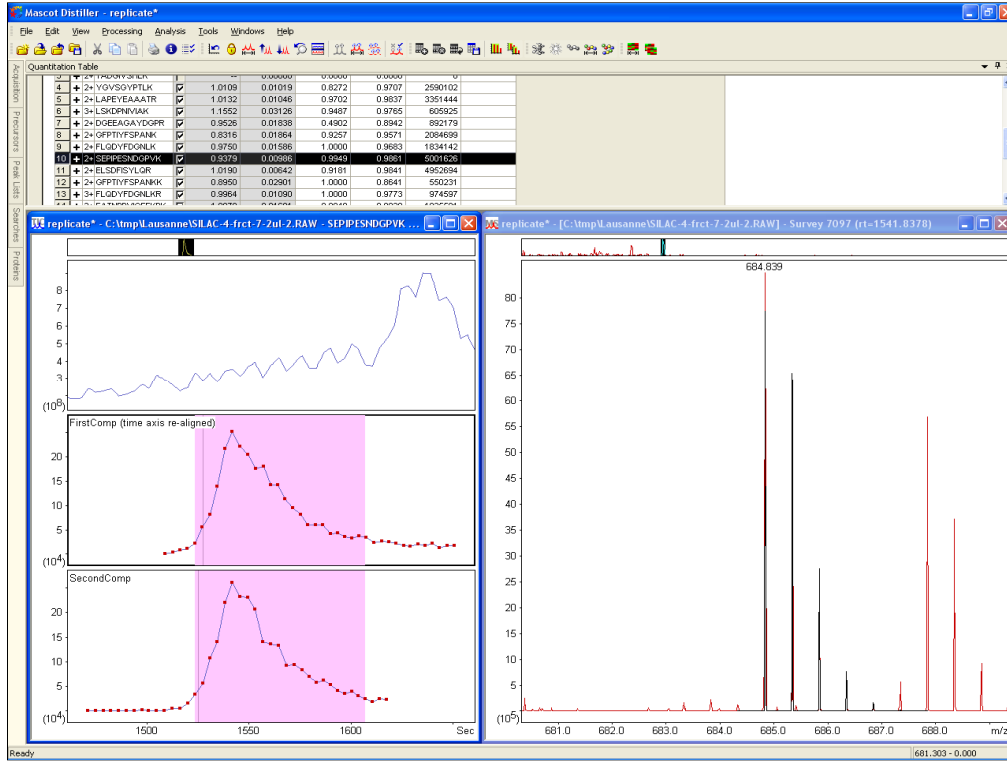 Mascot Distiller - replicate*
File Edit View Processing Analysis Tools Windows Help
Quantitation Table
Acquisition
Precursors
Peak Lists
Searches
Proteins
4 2+ YGVSGYPTLK 1.0109 0.01019 0.8272 0.9707 2590102
5 2+ LAPEYEAAATR 1.0132 0.01046 0.9702 0.9837 3351444
6 3+ LSKDPNIVIAK 1.1552 0.03126 0.9487 0.9765 605925
7 2+ DGEEAGAYDGPR 0.9526 0.01838 0.4902 0.8942 892179
8 2+ GFPTIYFSPANK 0.8316 0.01864 0.9257 0.9571 2084699
9 2+ FLQDYFDGNLK 0.9750 0.01586 1.0000 0.9683 1834142
10 2+ SEPIPESNDGPVK 0.9379 0.00986 0.9949 0.9861 5001626
11 2+ ELSDFISYLQR 1.0190 0.00642 0.9181 0.9841 4952694
12 2+ GFPTIYFSPANKK 0.8950 0.02901 1.0000 0.8641 550231
13 3+ FLQDYFDGNLKR 0.9964 0.01090 1.0000 0.9773 974597
replicate* - C:\tmp\Lausanne\SILAC-4-frct-7-2ul-2.RAW - SEPIPESNDGPVK ...
8
7
6
5
4
3
(10^8)
FirstComp (time axis re-aligned)
20
15
10
5
(10^4)
SecondComp
20
15
10
5
(10^4)
1500 1550 1600 Sec
replicate* - [C:\tmp\Lausanne\SILAC-4-frct-7-2ul-2.RAW] - Survey 7097 (rt=1541.8378)
684.839
80
75
70
65
60
55
50
45
40
35
30
25
20
15
10
5
(10^5)
681.0 682.0 683.0 684.0 685.0 686.0 687.0 688.0 m/z
Ready
681.303 - 0.000